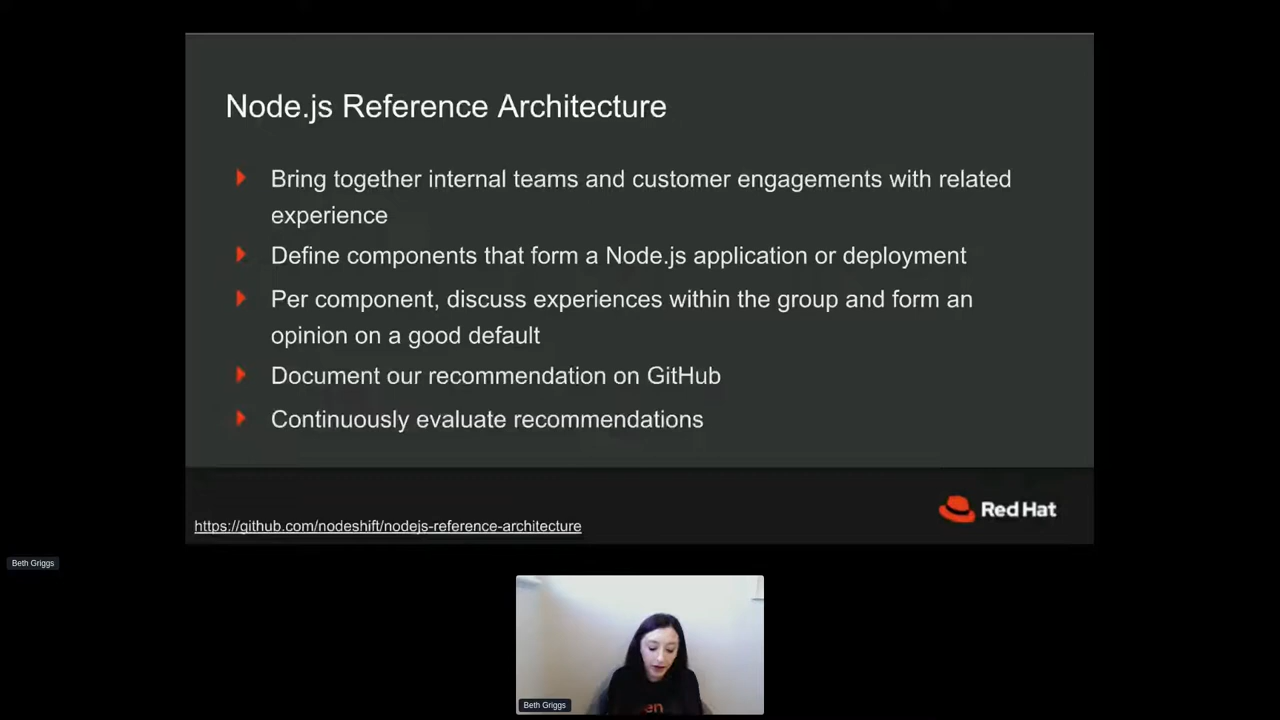 Node.js Reference Architecture
Bring together internal teams and customer engagements with related
experience
Define components that form a Node.js application or deployment
Per component, discuss experiences within the group and form an
opinion on a good default
Document our recommendation on GitHub
Continuously evaluate recommendations
https://github.com/nodeshift/nodejs-reference-architecture
Red Hat
Beth Griggs
Beth Griggs